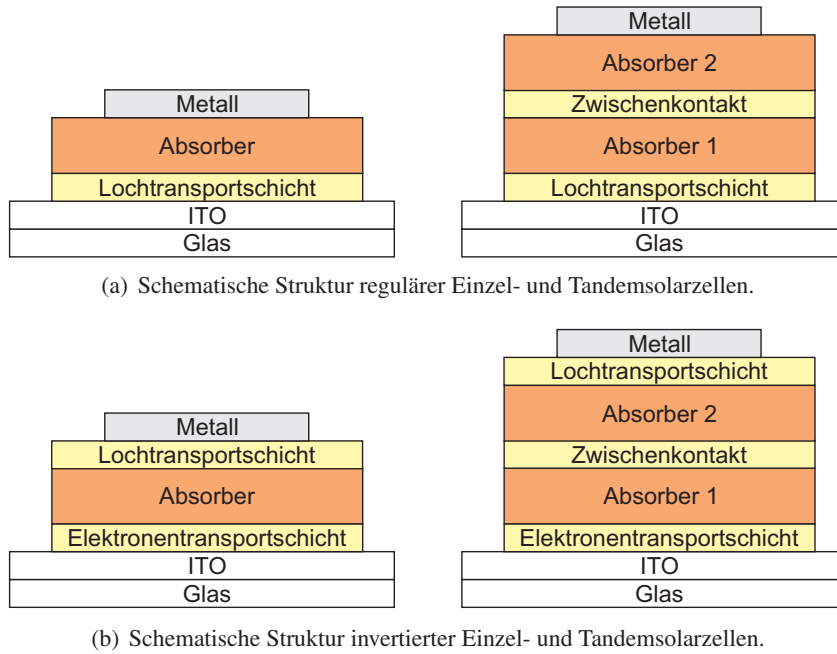 Metall
Absorber
Lochtransportschicht
ITO
Glas
Metall
Absorber 2
Zwischenkontakt
Absorber 1
Lochtransportschicht
ITO
Glas
(a) Schematische Struktur regulärer Einzel- und Tandemsolarzellen.
Metall
Lochtransportschicht
Absorber
Elektronentransportschicht
ITO
Glas
Metall
Lochtransportschicht
Absorber 2
Zwischenkontakt
Absorber 1
Elektronentransportschicht
ITO
Glas
(b) Schematische Struktur invertierter Einzel- und Tandemsolarzellen.